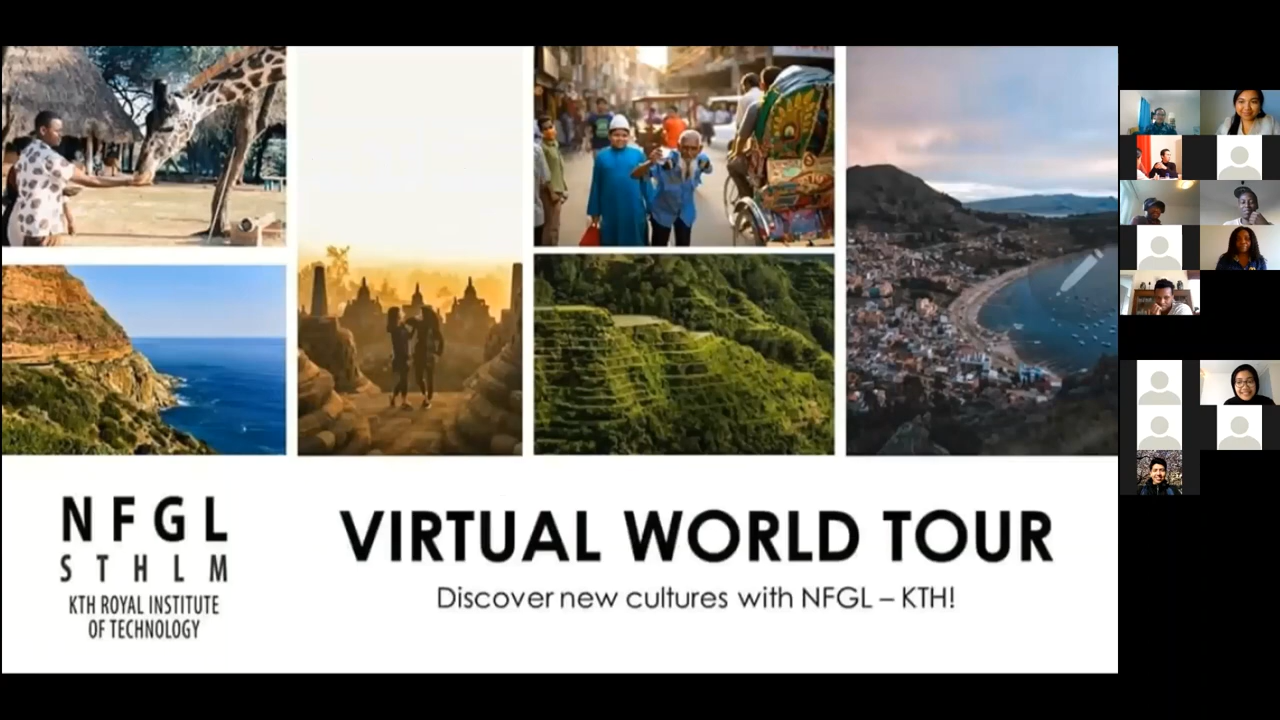 NFGL
STHLM
KTH ROYAL INSTITUTE
OF TECHNOLOGY
VIRTUAL WORLD TOUR
Discover new cultures with NFGL – KTH!